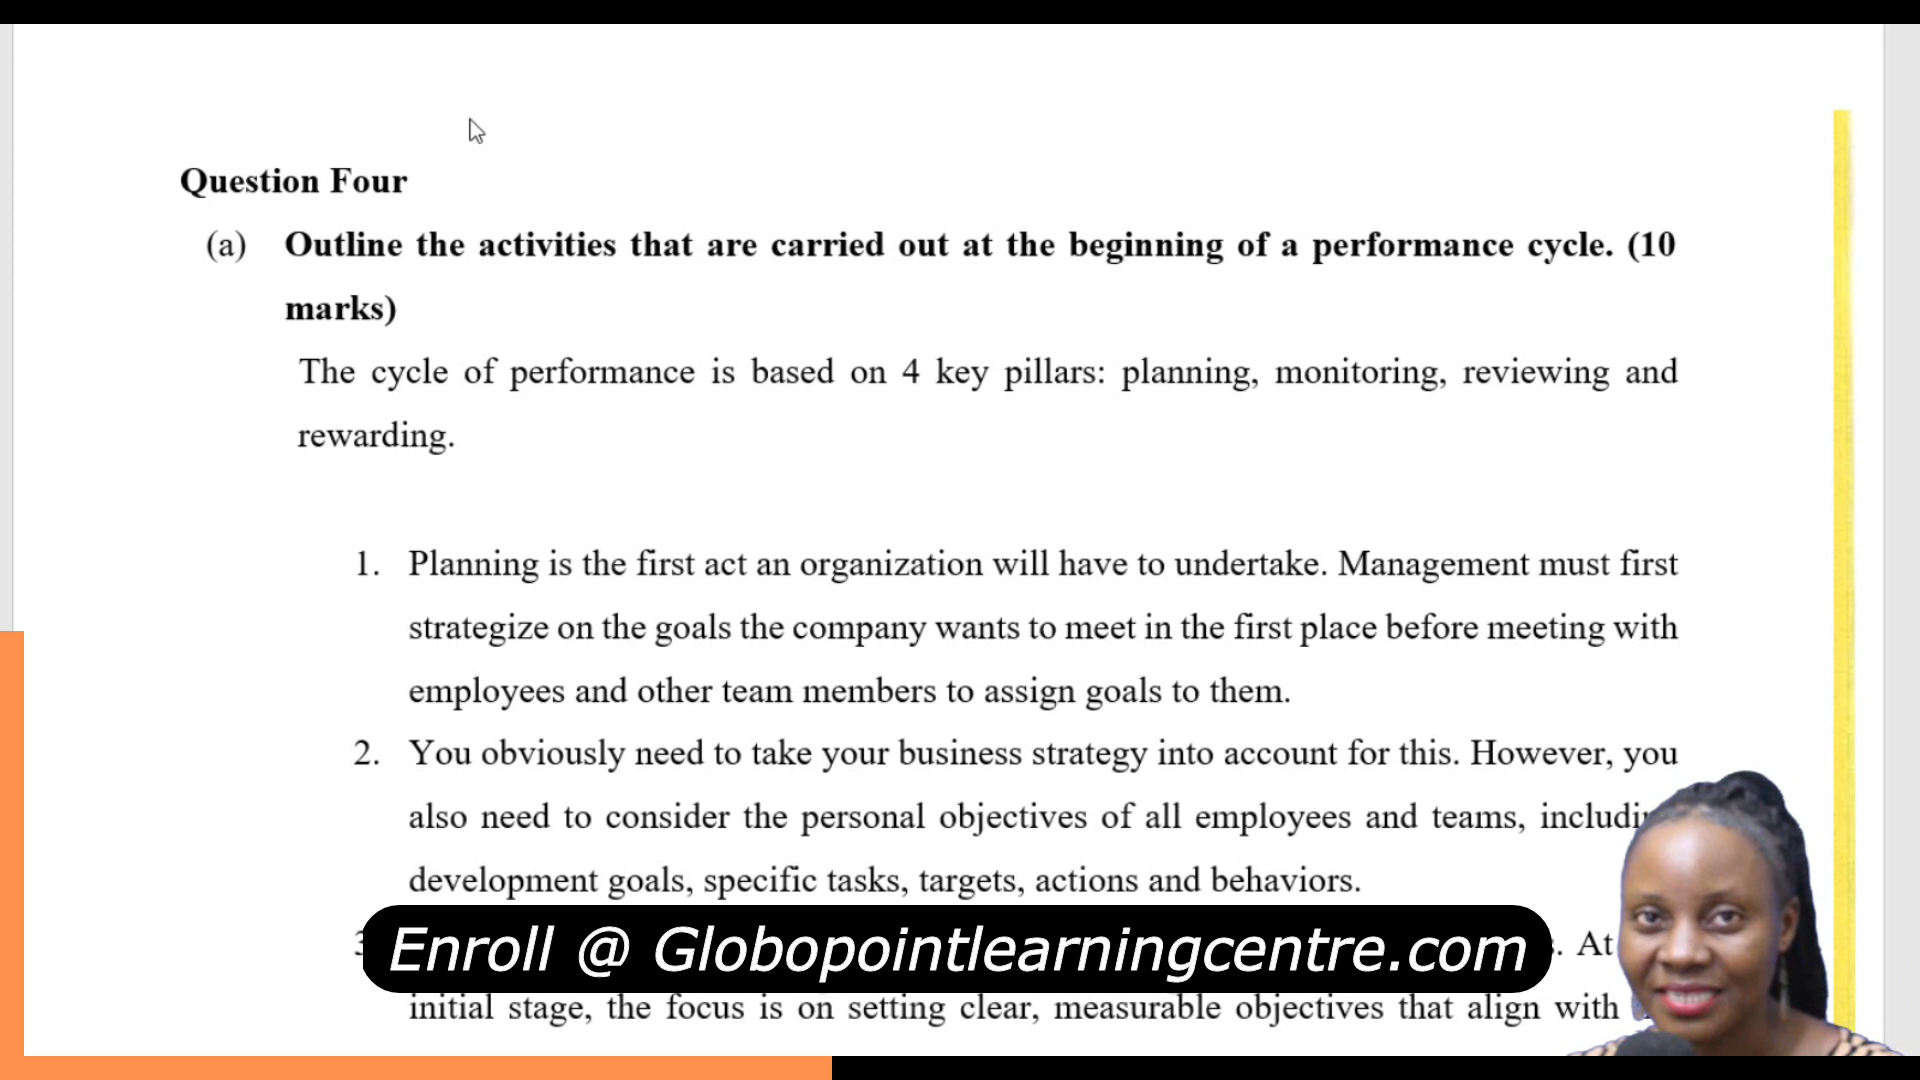 Question Four
(a) Outline the activities that are carried out at the beginning of a performance cycle. (10
marks)
The cycle of performance is based on 4 key pillars: planning, monitoring, reviewing and
rewarding.
1. Planning is the first act an organization will have to undertake. Management must first
strategize on the goals the company wants to meet in the first place before meeting with
employees and other team members to assign goals to them.
2. You obviously need to take your business strategy into account for this. However, you
also need to consider the personal objectives of all employees and teams,
development goals, specific tasks, targets, actions and behaviors.
At
Enroll @ Globopointlearningcentre.com
initial stage, the focus is on setting clear, measurable objectives that align with